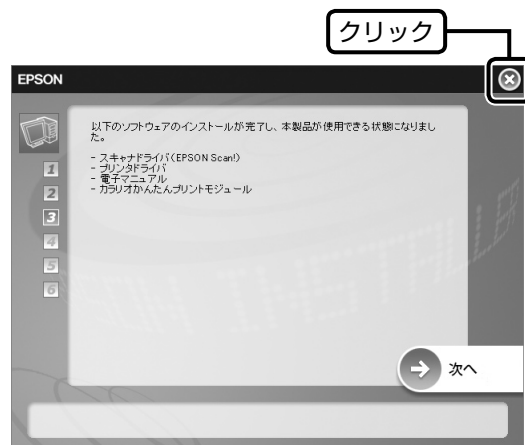 クリック
EPSON
以下のソフトウェアのインストールが完了し、本製品が使用できる状態になりまし
た。
- スキャナドライバ(EPSON Scan!)
- プリンタドライバ
- 電子マニュアル
- カラリオかんたんプリントモジュール
1
2
3
4
5
6
次へ